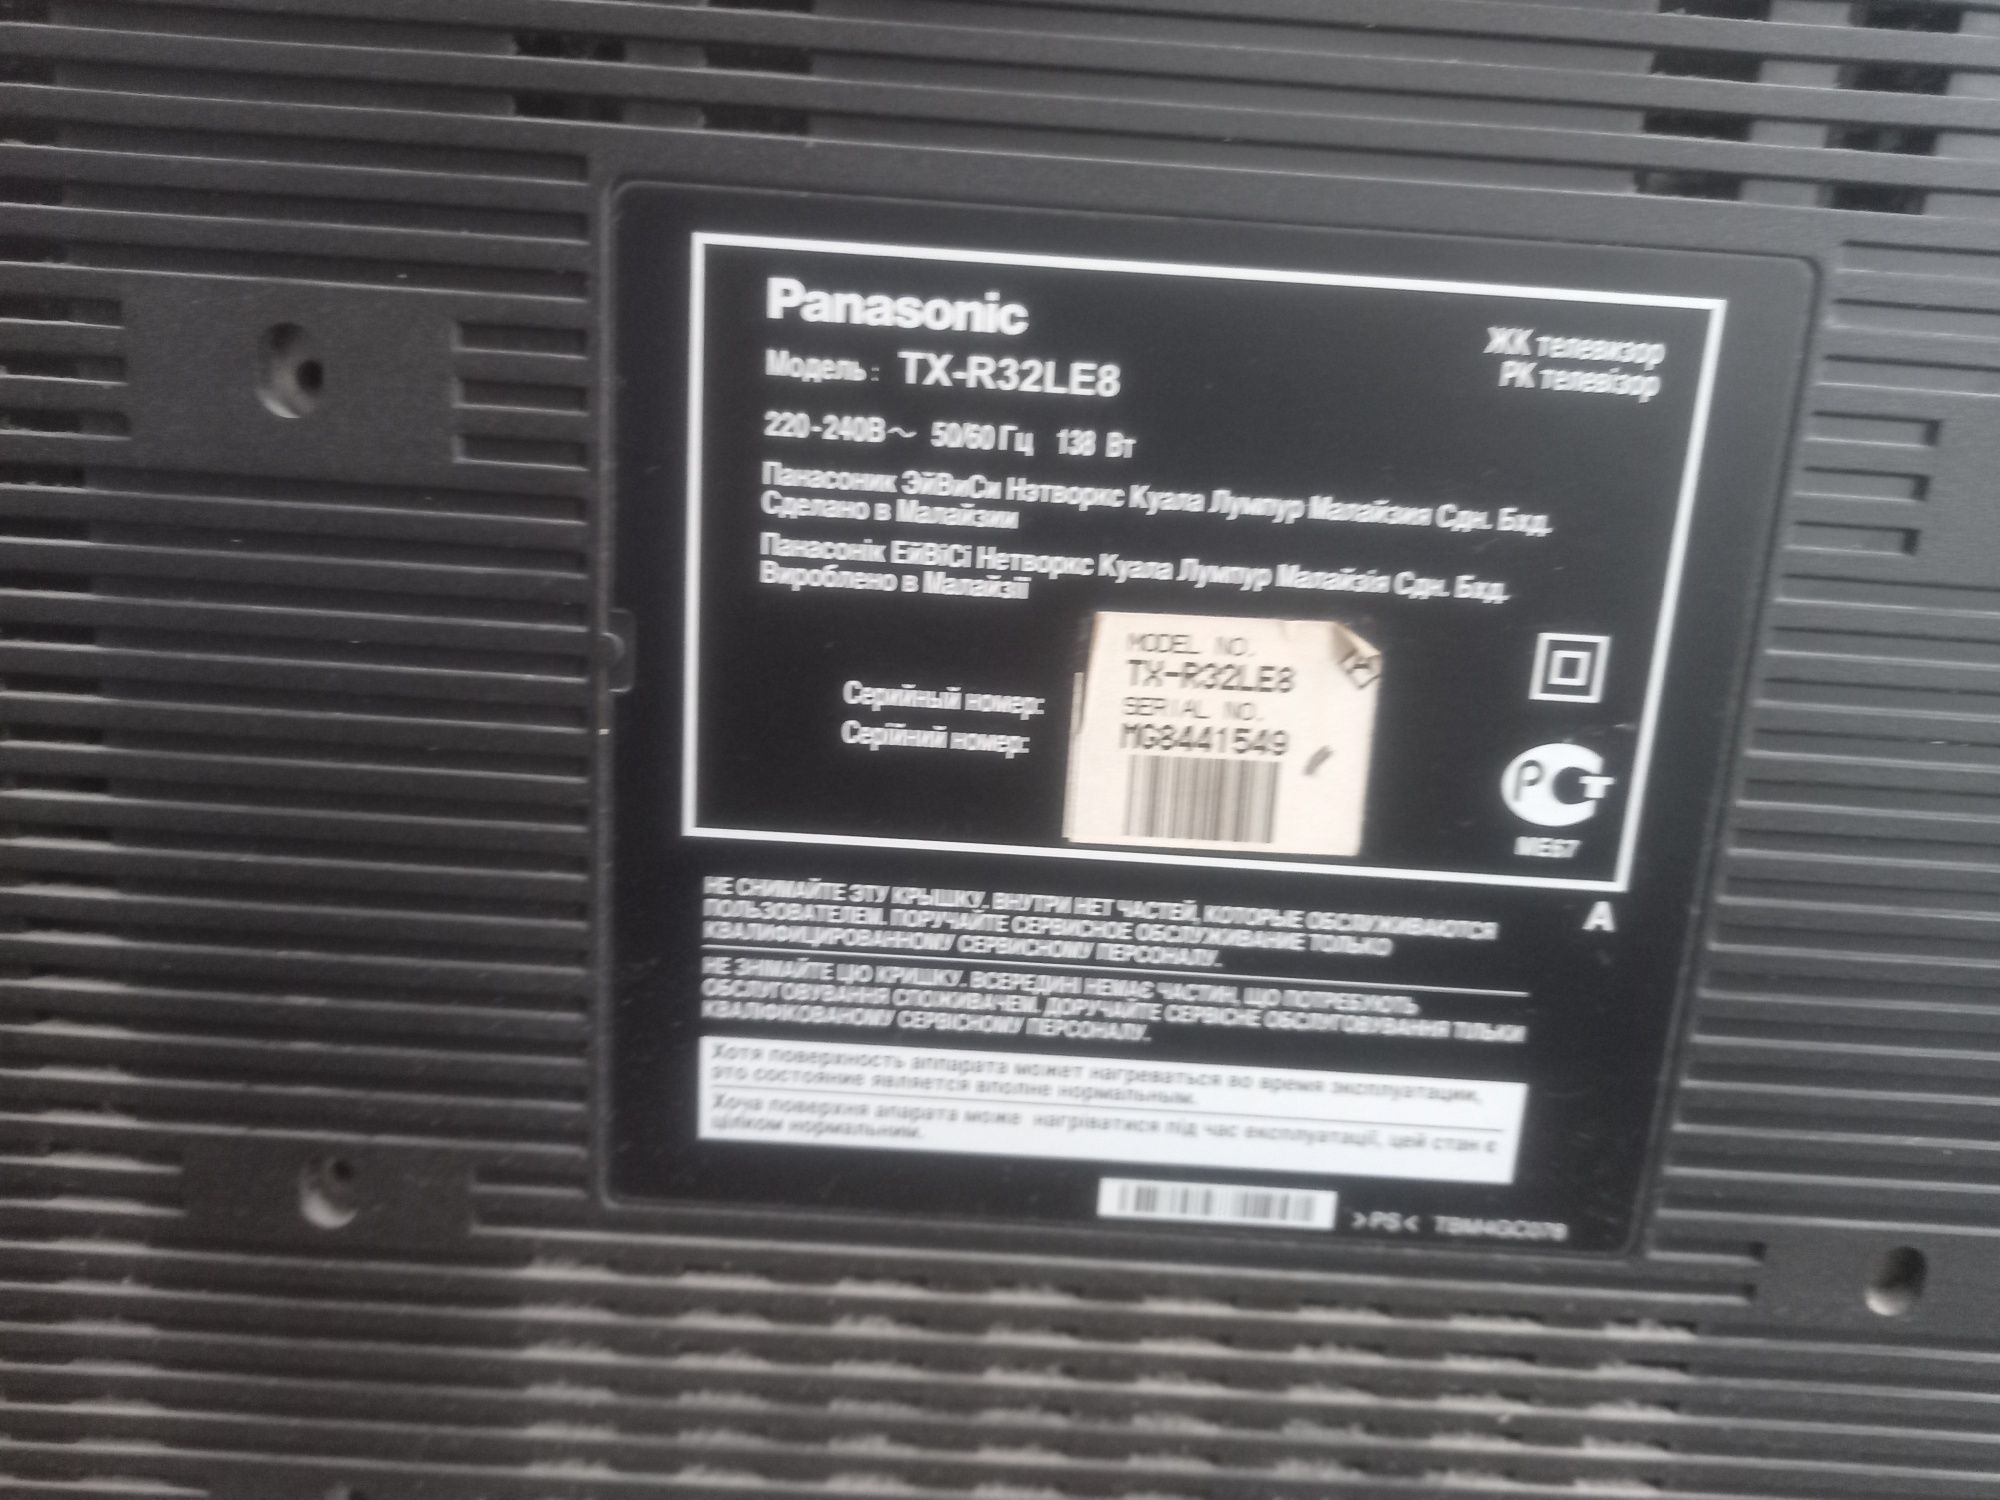 Panasonic
ЖК телевизор
РК телевізор
Модель: TX-R32LE8
220-240В~ 50/60 Гц 138 Вт
Панасоник ЭйВиСи Нэтворкс Куала Лумпур Малайзия Сдн. Бхд.
Сделано в Малайзии
Панасонік ЕйВіСі Нетворкс Куала Лумпур Малайзія Сдн. Бхд.
Вироблено в Малайзії
MODEL NO.
TX-R32LE8
SERIAL NO.
MG8441549
Серийный номер:
Серійний номер:
РСТ
ME67
A
НЕ СНИМАЙТЕ ЭТУ КРЫШКУ. ВНУТРИ НЕТ ЧАСТЕЙ, КОТОРЫЕ ОБСЛУЖИВАЮТСЯ
ПОЛЬЗОВАТЕЛЕМ. ПОРУЧАЙТЕ СЕРВИСНОЕ ОБСЛУЖИВАНИЕ ТОЛЬКО
КВАЛИФИЦИРОВАННОМУ СЕРВИСНОМУ ПЕРСОНАЛУ.
НЕ ЗНІМАЙТЕ ЦЮ КРИШКУ. ВСЕРЕДИНІ НЕМАЄ ЧАСТИН, ЩО ПОТРЕБУЮТЬ
ОБСЛУГОВУВАННЯ СПОЖИВАЧЕМ. ДОРУЧАЙТЕ СЕРВІСНЕ ОБСЛУГОВУВАННЯ ТІЛЬКИ
КВАЛІФІКОВАНОМУ СЕРВІСНОМУ ПЕРСОНАЛУ.
Хотя поверхность аппарата может нагреваться во время эксплуатации,
это состояние является вполне нормальным.
Хоча поверхня апарата може нагріватися під час експлуатації, цей стан є
цілком нормальним.
>PS<